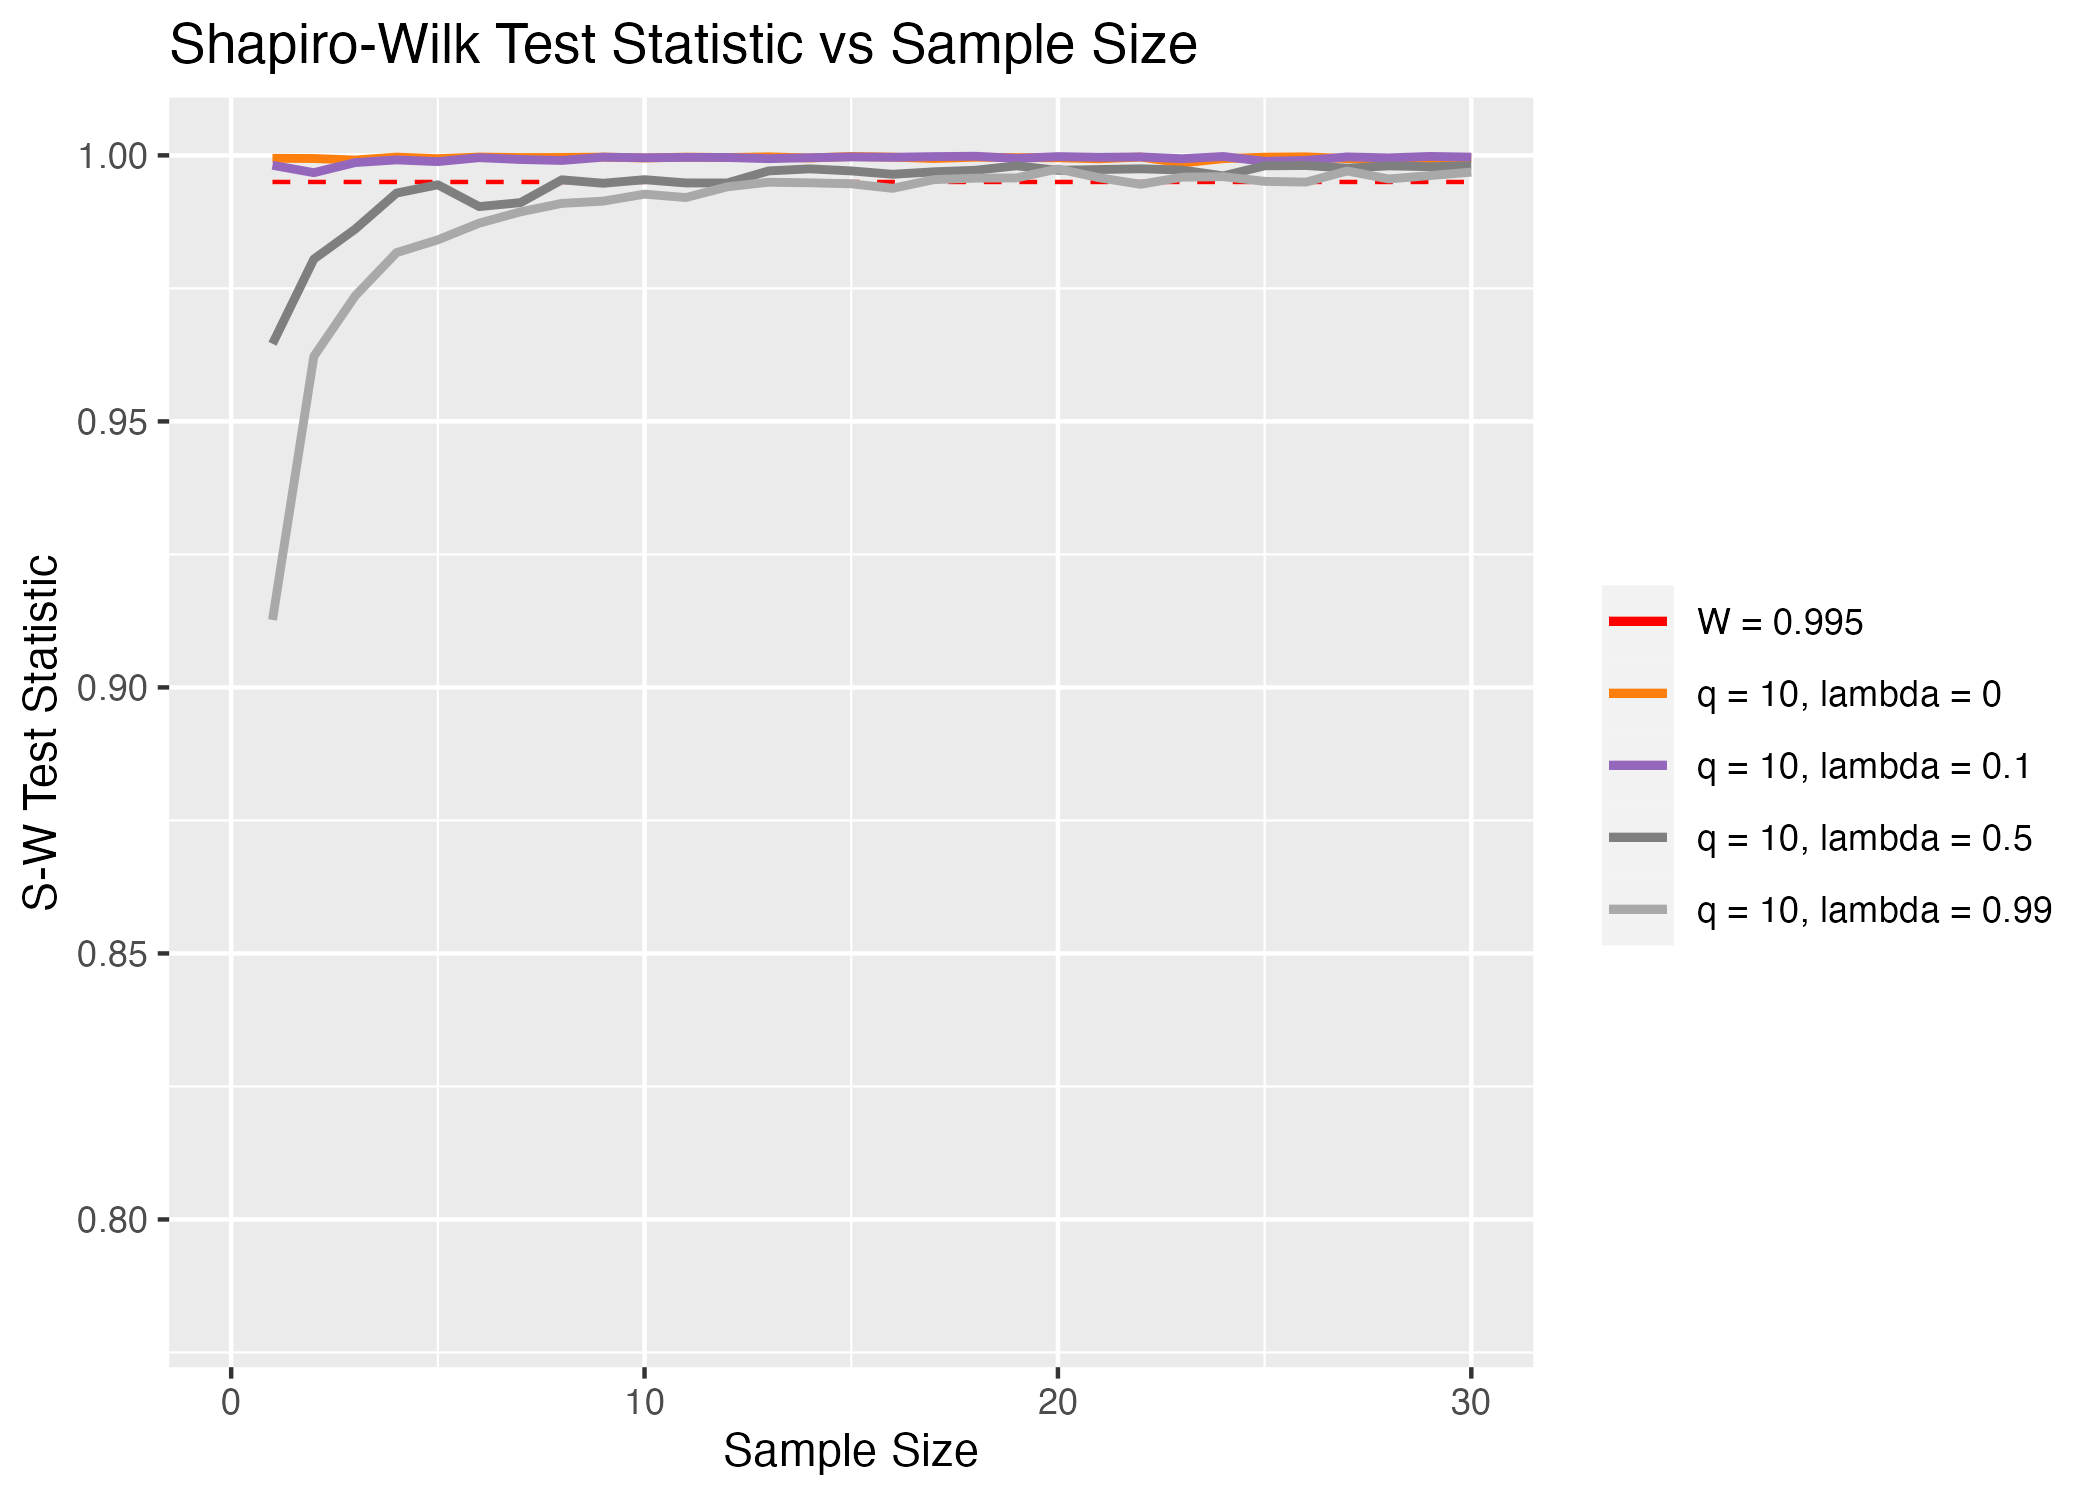 Shapiro-Wilk Test Statistic vs Sample Size
S-W Test Statistic
1.00
0.95
0.90
0.85
0.80
0
10
20
30
Sample Size
W = 0.995
q = 10, lambda = 0
q = 10, lambda = 0.1
q = 10, lambda = 0.5
q = 10, lambda = 0.99